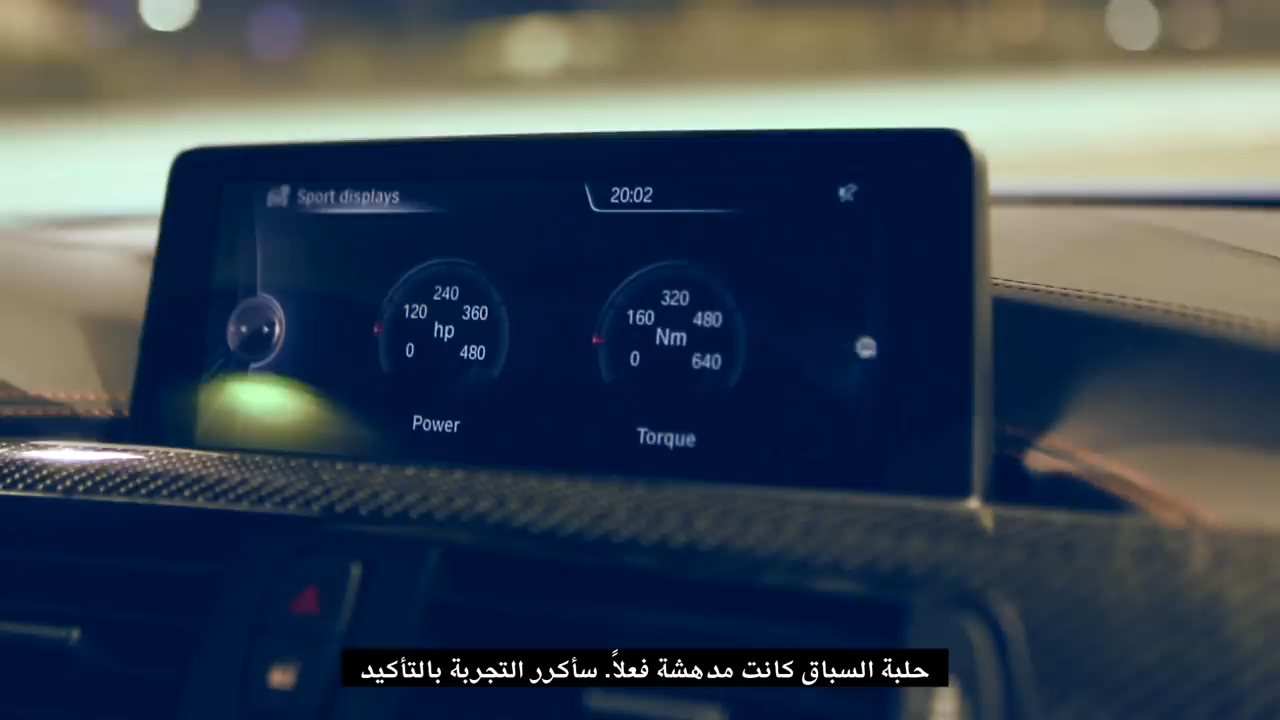 Sport displays
20:02
240
120
360
hp
0
480
Power
320
160
480
Nm
0
640
Torque
حلبة السباق كانت مدهشة فعلاً. سأكرر التجربة بالتأكيد